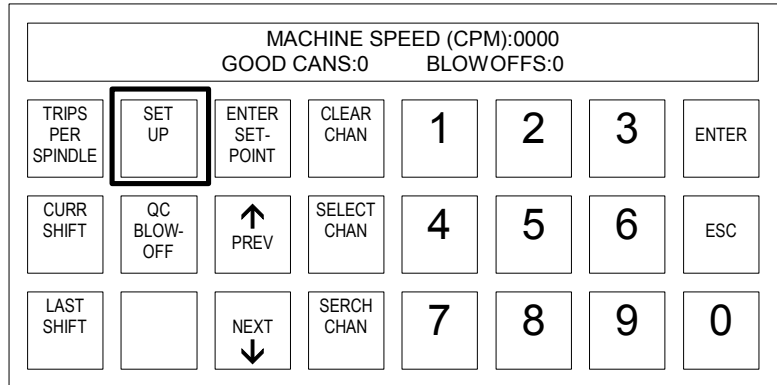 MACHINE SPEED (CPM):0000
GOOD CANS:0 BLOWOFFS:0
TRIPS
PER
SPINDLE
SET
UP
ENTER
SET-
POINT
CLEAR
CHAN
1
2
3
ENTER
CURR
SHIFT
QC
BLOW-
OFF
↑
PREV
SELECT
CHAN
4
5
6
ESC
LAST
SHIFT
NEXT
↓
SERCH
CHAN
7
8
9
0